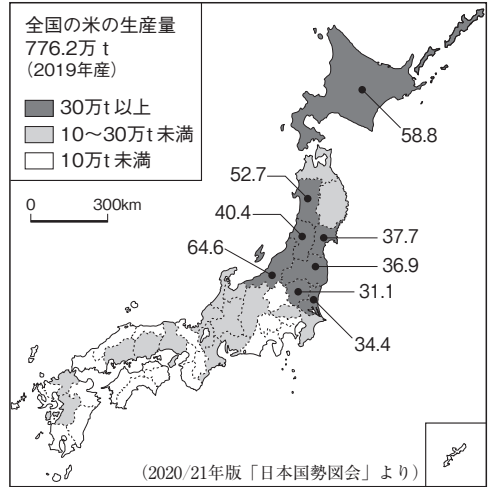 全国の米の生産量
776.2万t
（2019年産）
30万t以上
10～30万t未満
10万t未満
0 300km
58.8
52.7
40.4
37.7
64.6
36.9
31.1
34.4
（2020/21年版「日本国勢図会」より）